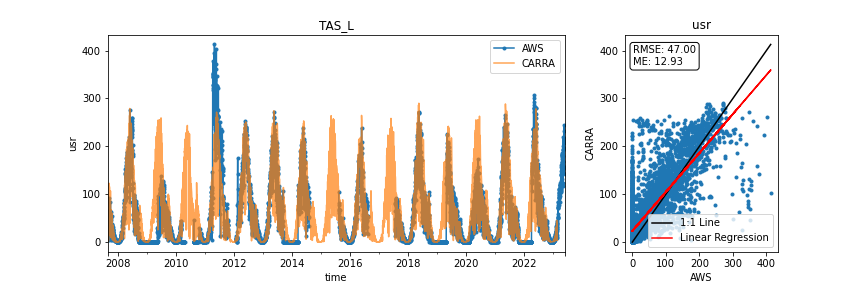 TAS_L
usr
400
300
200
100
0
2008
2010
2012
2014
2016
2018
2020
2022
time
AWS
CARRA
usr
CARRA
400
300
200
100
0
0
100
200
300
400
AWS
RMSE: 47.00
ME: 12.93
1:1 Line
Linear Regression